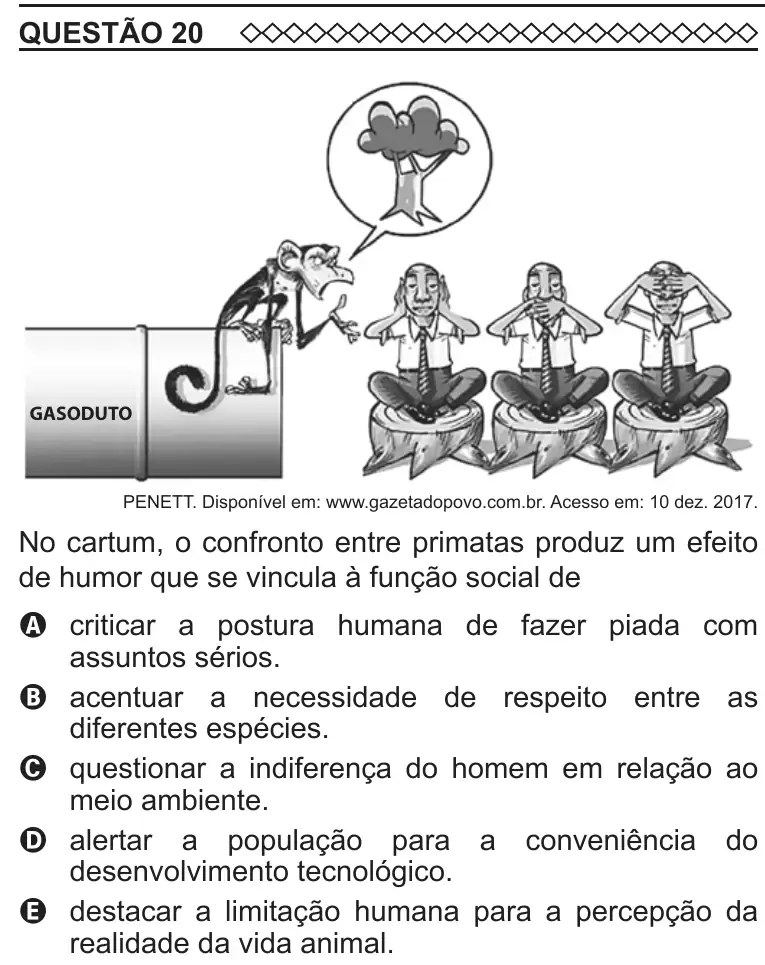 QUESTÃO 20
GASODUTO
PENETT. Disponível em: www.gazetadopovo.com.br. Acesso em: 10 dez. 2017.
No cartum, o confronto entre primatas produz um efeito
de humor que se vincula à função social de
A criticar a postura humana de fazer piada com
assuntos sérios.
B acentuar a necessidade de respeito entre as
diferentes espécies.
C questionar a indiferença do homem em relação ao
meio ambiente.
D alertar a população para a conveniência do
desenvolvimento tecnológico.
E destacar a limitação humana para a percepção da
realidade da vida animal.